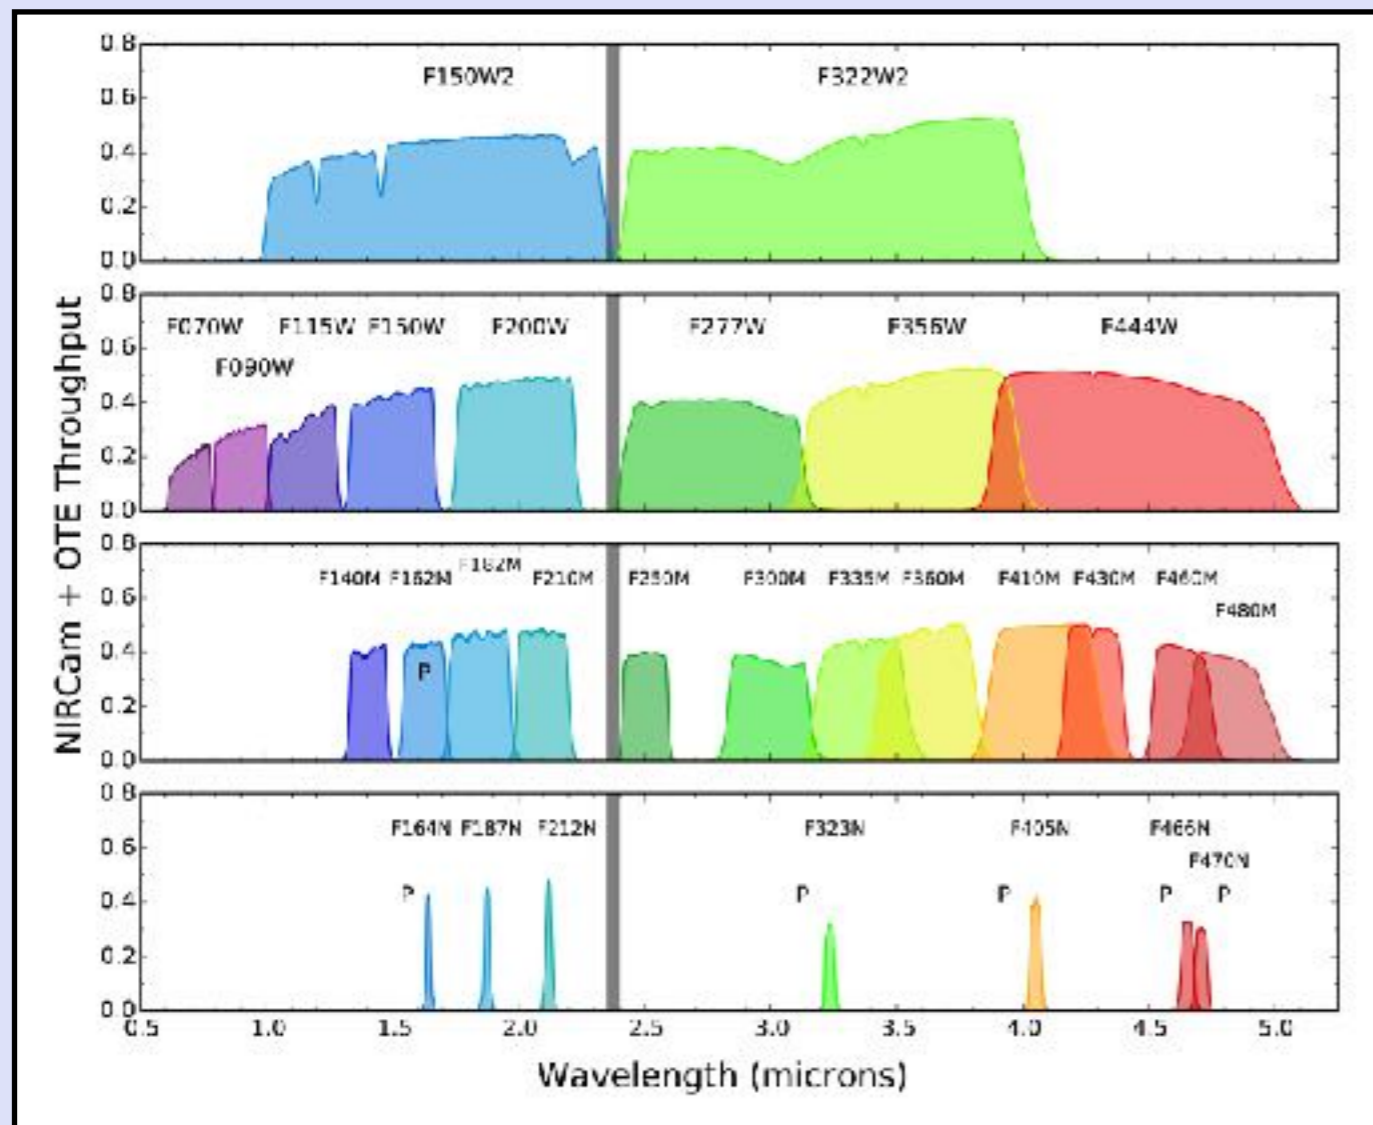 0.8
F150W2 F322W2
0.6
0.4
0.2
0.0
0.8
F070W F115W F150W F200W F277W F356W F444W
0.6
F090W
0.4
0.2
0.0
NIRCam + OTE Throughput
0.8
F182M
F140M F162M F210M F250M F300M F335M F360M F410M F430M F460M
0.6
F480M
0.4
P
0.2
0.0
0.8
F164N F187N F212N F323N F405N F466N
0.6
F470N
0.4
P P P P P
0.2
0.0
0.5 1.0 1.5 2.0 2.5 3.0 3.5 4.0 4.5 5.0
Wavelength (microns)